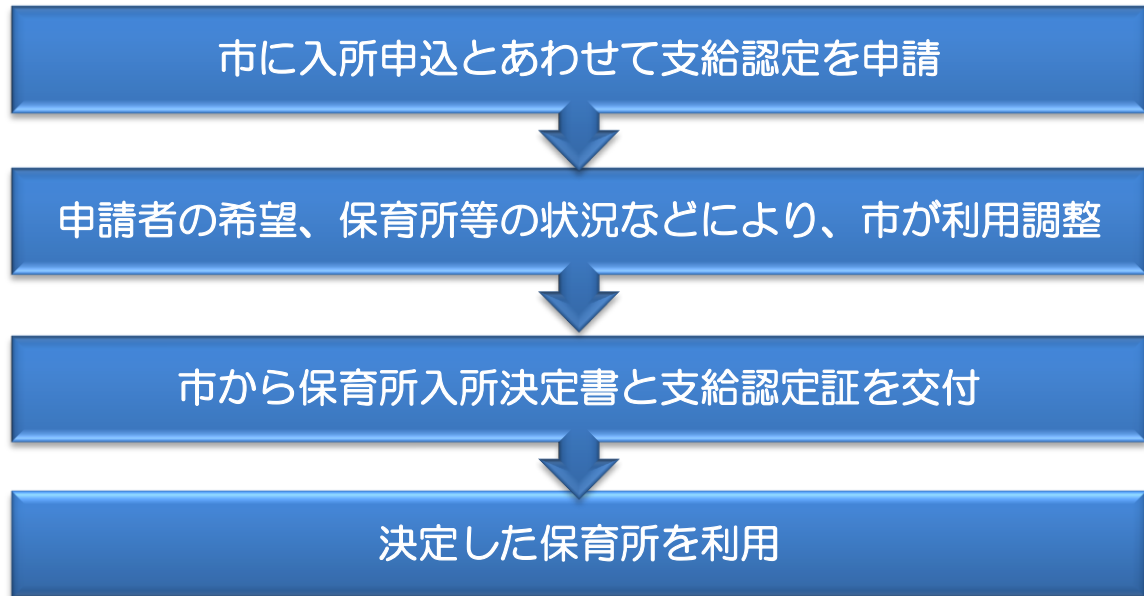 市に入所申込とあわせて支給認定を申請
申請者の希望、保育所等の状況などにより、市が利用調整
市から保育所入所決定書と支給認定証を交付
決定した保育所を利用